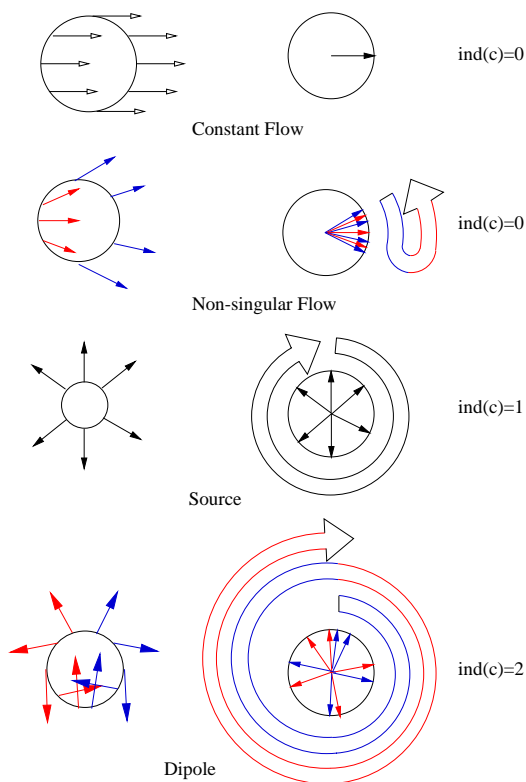 ind(c)=0
Constant Flow
ind(c)=0
Non-singular Flow
ind(c)=1
Source
ind(c)=2
Dipole